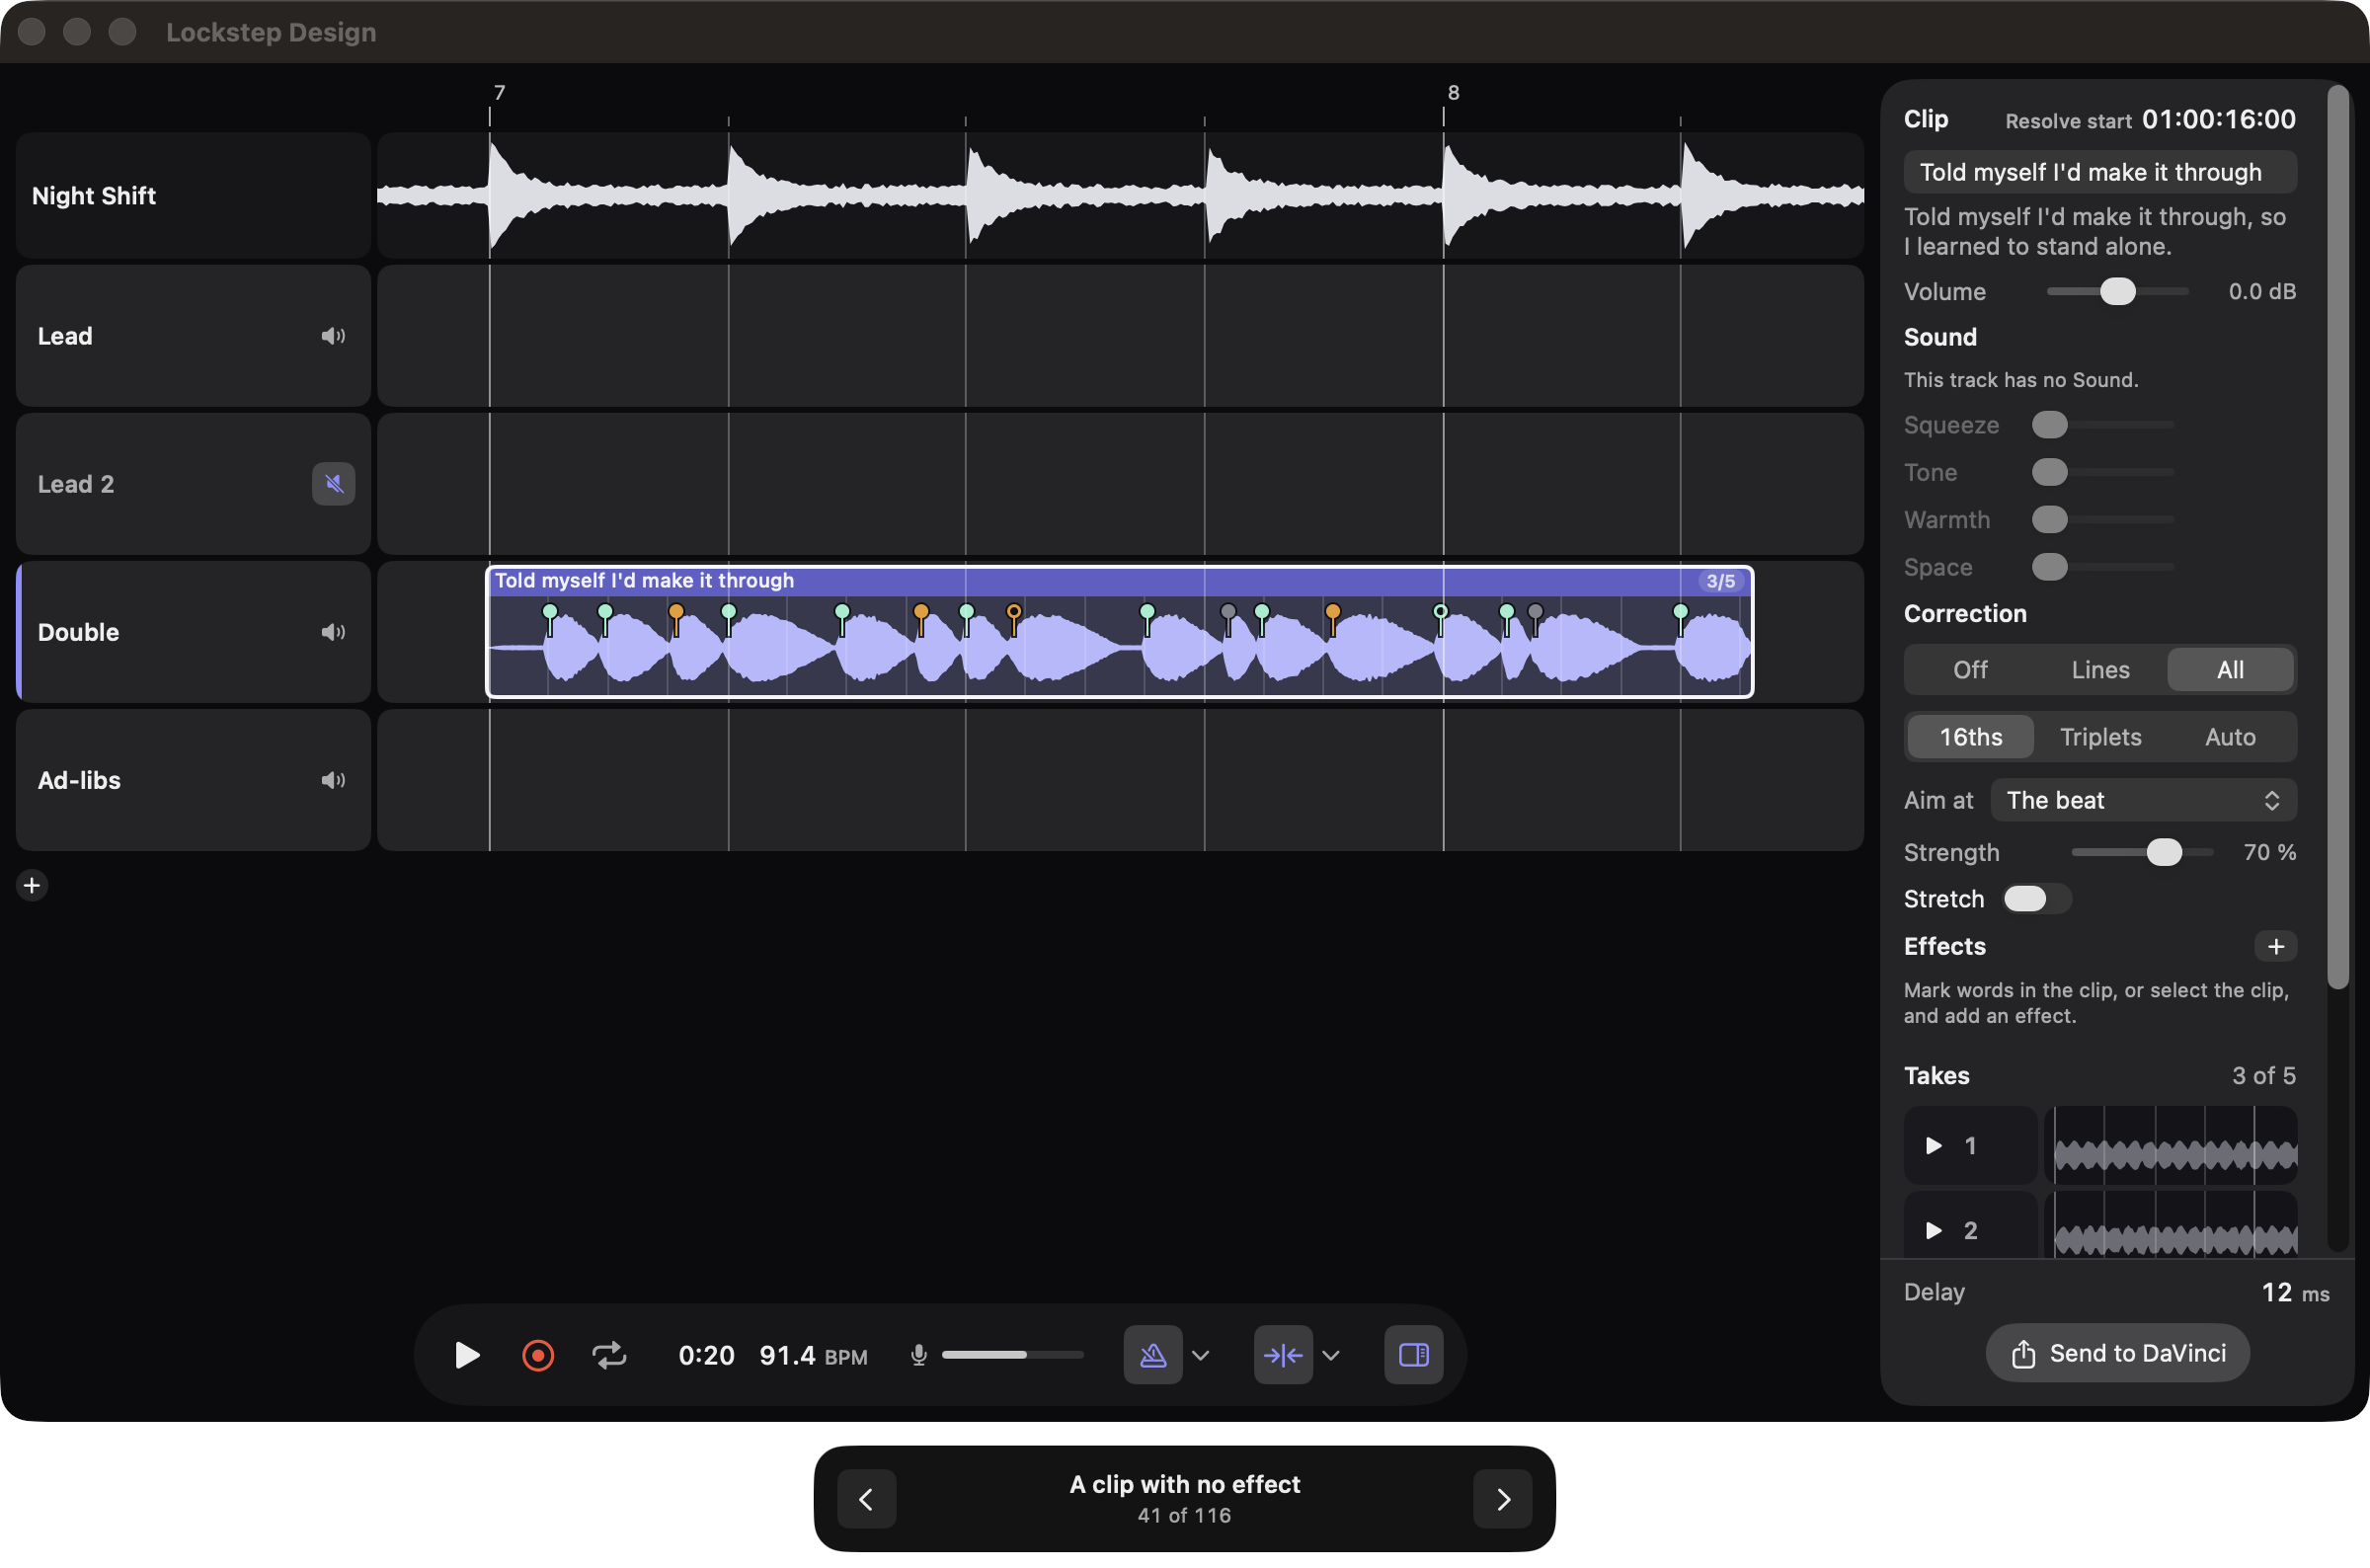 Lockstep Design
7
8
Night Shift
Lead
Lead 2
Double
Told myself I'd make it through
3/5
Ad-libs
Clip
Resolve start 01:00:16:00
Told myself I'd make it through
Told myself I'd make it through, so
I learned to stand alone.
Volume
0.0 dB
Sound
This track has no Sound.
Squeeze
Tone
Warmth
Space
Correction
Off
Lines
All
16ths
Triplets
Auto
Aim at
The beat
Strength
70 %
Stretch
Effects
Mark words in the clip, or select the clip,
and add an effect.
Takes
3 of 5
1
2
Delay
12 ms
Send to DaVinci
0:20
91.4 BPM
A clip with no effect
41 of 116